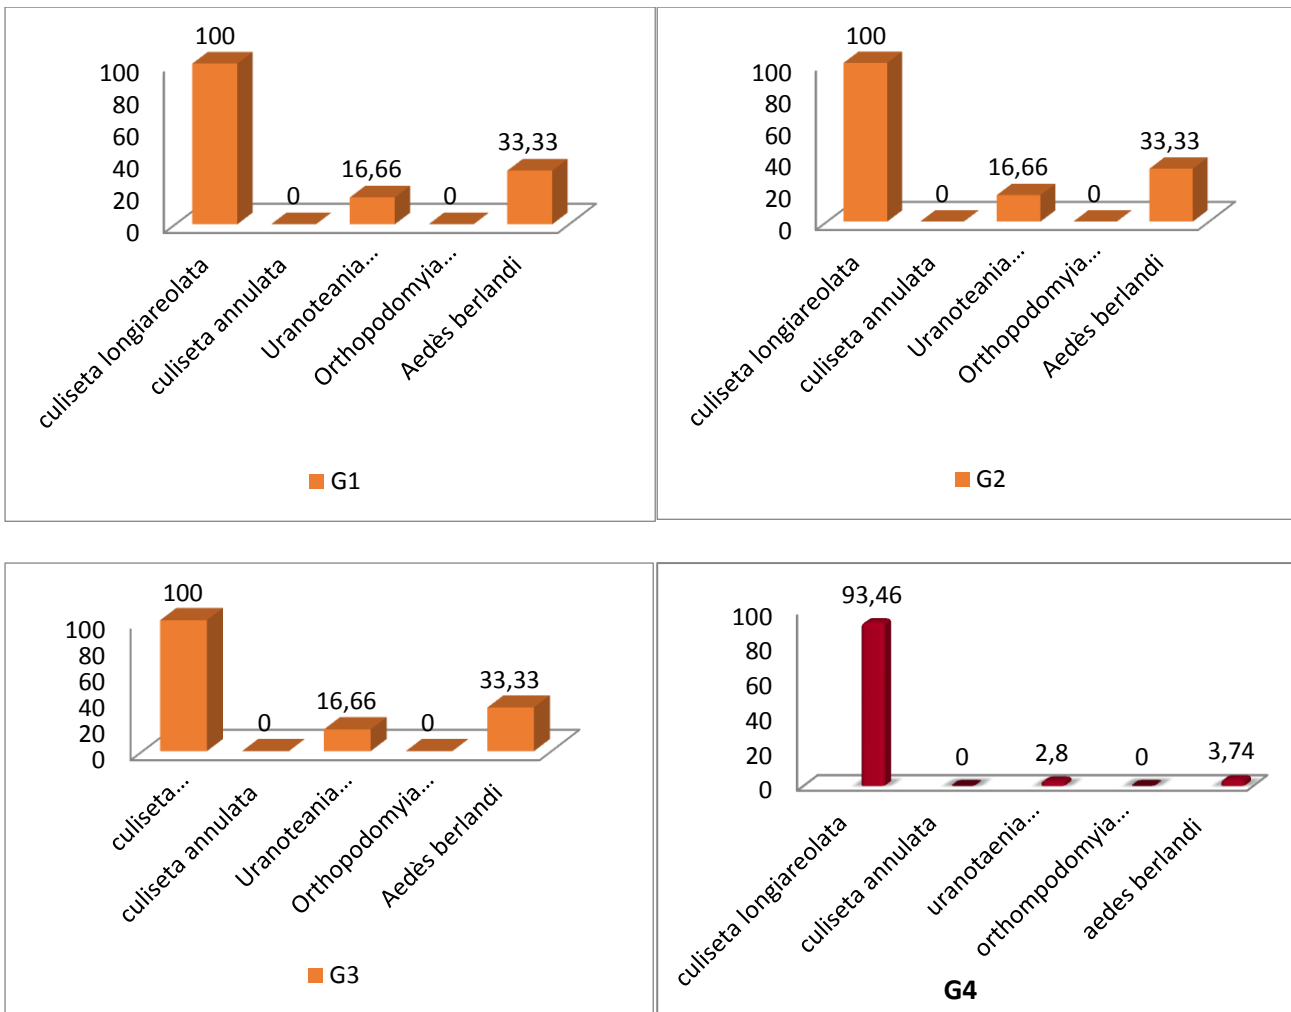 100
100
80
60
40
20
0
0
16,66
0
33,33
culiseta longiareolata
culiseta annulata
Uranoteania...
Orthopodomyia...
Aedès berlandi
G1
100
100
80
60
40
20
0
0
16,66
0
33,33
culiseta longiareolata
culiseta annulata
Uranoteania...
Orthopodomyia...
Aedès berlandi
G2
100
100
80
60
40
20
0
0
16,66
0
33,33
culiseta...
culiseta annulata
Uranoteania...
Orthopodomyia...
Aedès berlandi
G3
93,46
100
80
60
40
20
0
0
2,8
0
3,74
culiseta longiareolata
culiseta annulata
uranotaenia...
orthompodomyia...
aedes berlandi
G4